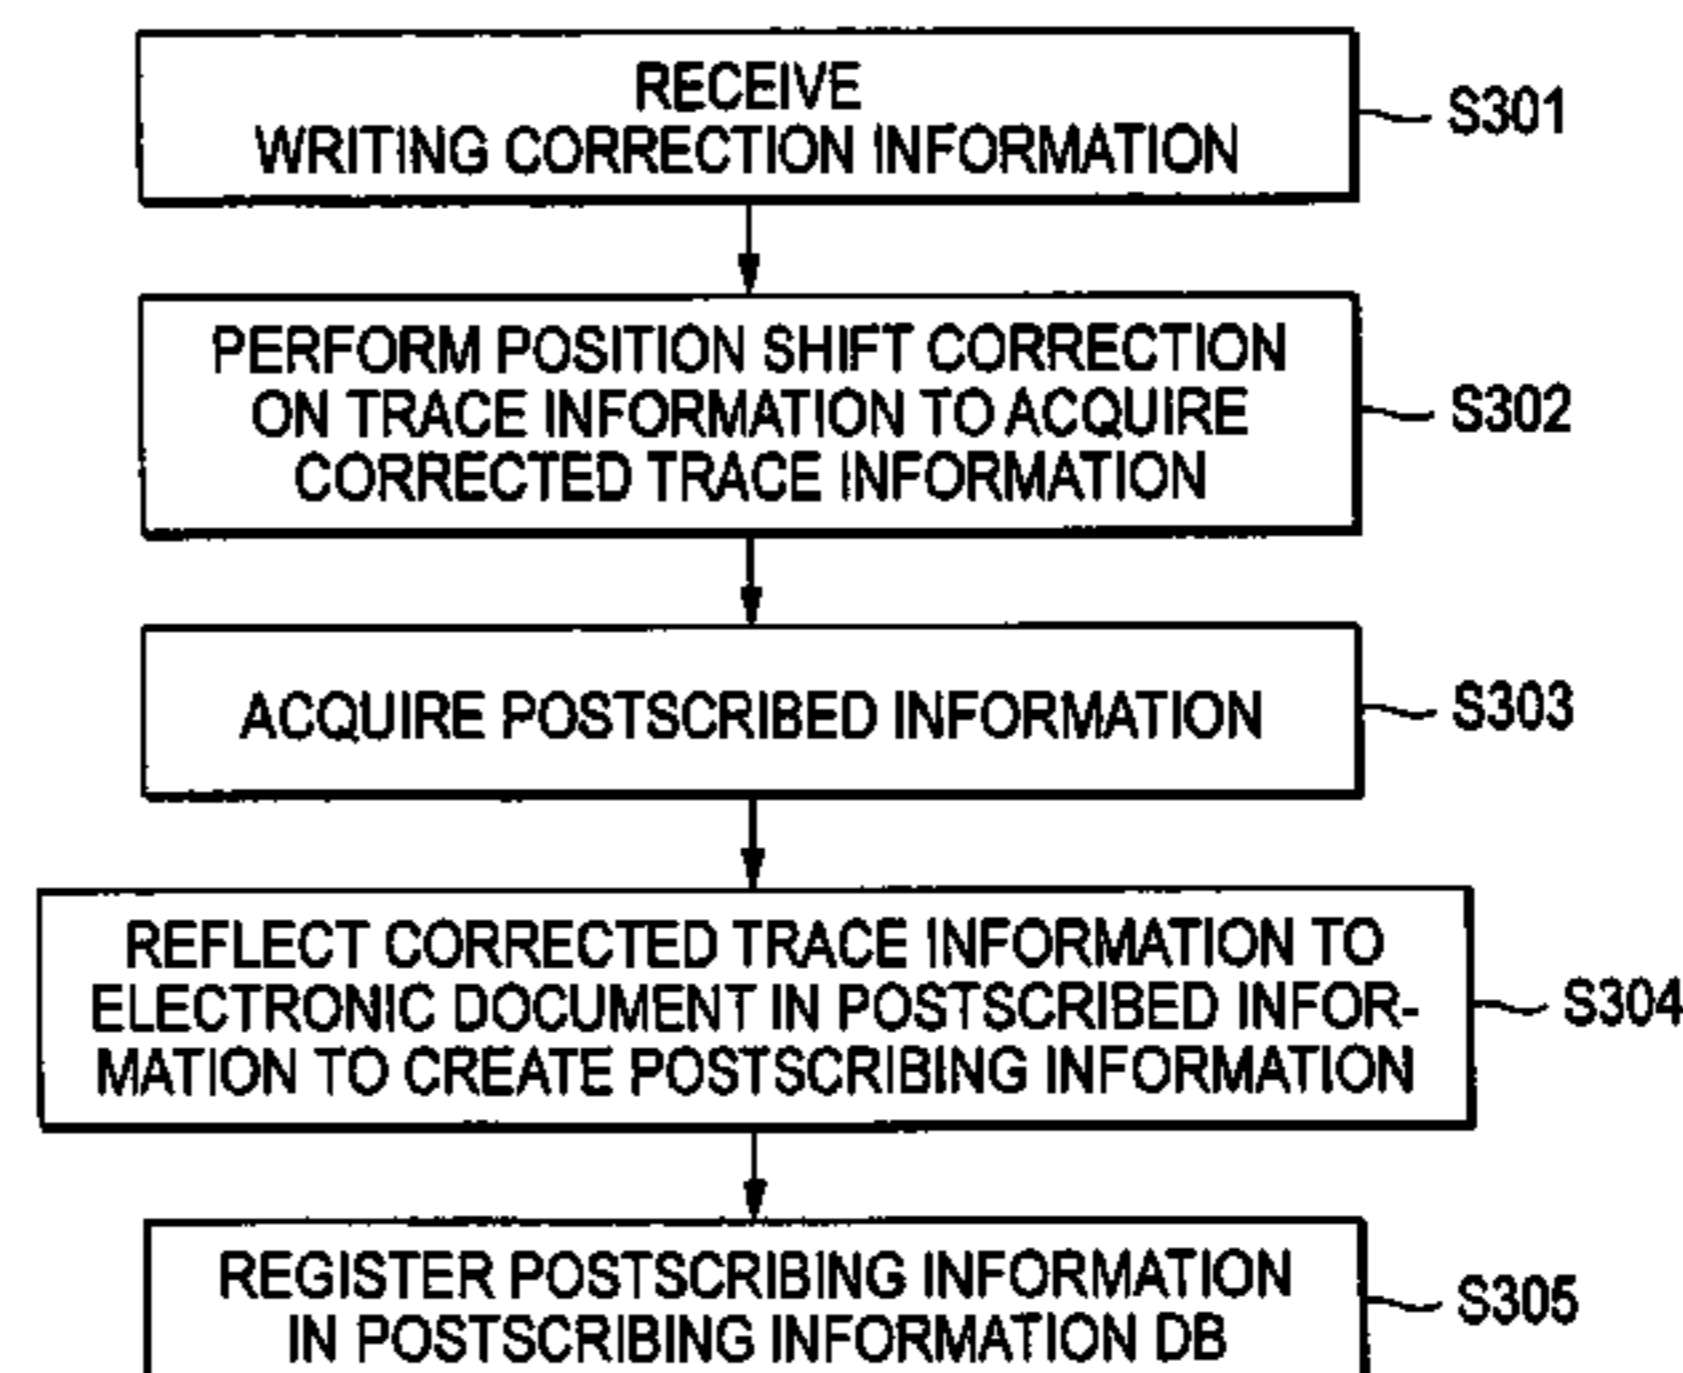 RECEIVE
WRITING CORRECTION INFORMATION
S301
PERFORM POSITION SHIFT CORRECTION
ON TRACE INFORMATION TO ACQUIRE
CORRECTED TRACE INFORMATION
S302
ACQUIRE POSTSCRIBED INFORMATION
S303
REFLECT CORRECTED TRACE INFORMATION TO
ELECTRONIC DOCUMENT IN POSTSCRIBED INFOR-
MATION TO CREATE POSTSCRIBING INFORMATION
S304
REGISTER POSTSCRIBING INFORMATION
IN POSTSCRIBING INFORMATION DB
S305